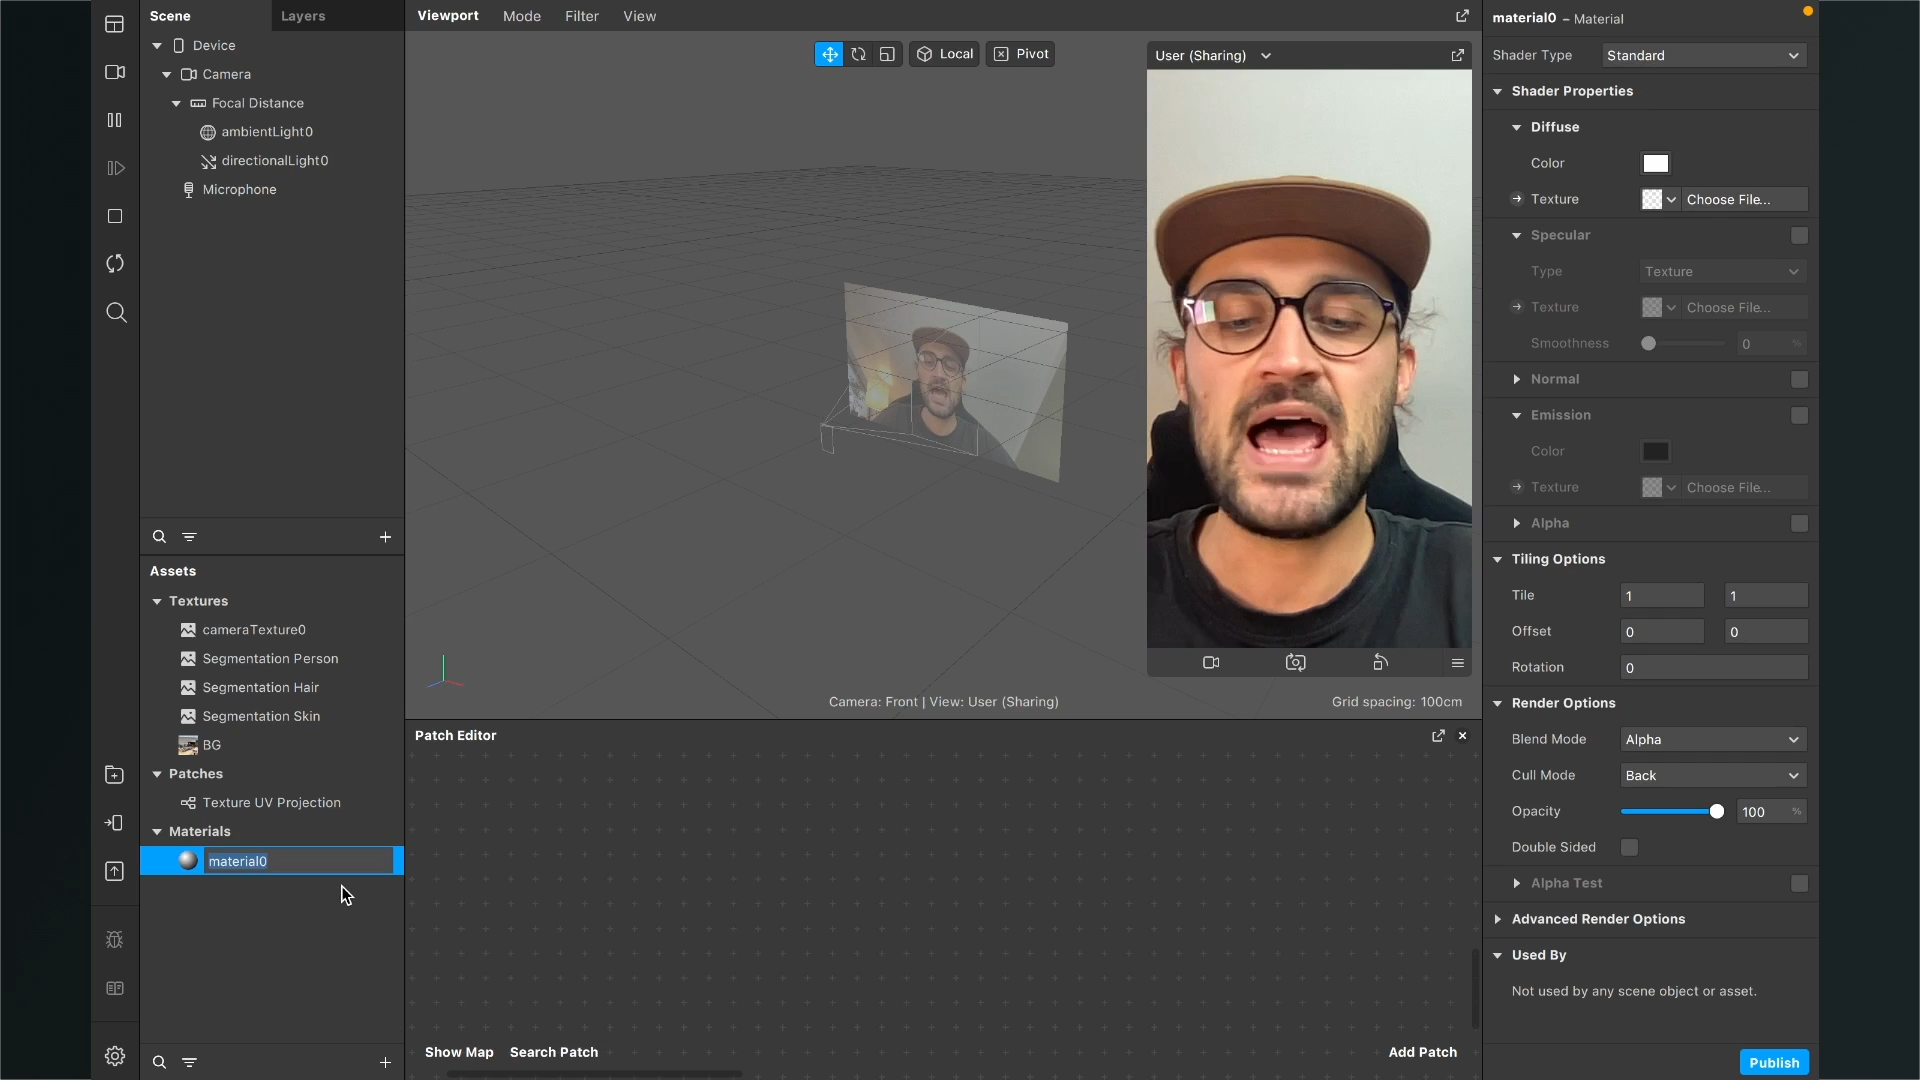 Scene
Layers
Device
Camera
Focal Distance
ambientLight0
directionalLight0
Microphone
Assets
Textures
cameraTexture0
Segmentation Person
Segmentation Hair
Segmentation Skin
BG
Patches
Texture UV Projection
Materials
material0
Viewport
Mode
Filter
View
Local
Pivot
User (Sharing)
Camera: Front | View: User (Sharing)
Grid spacing: 100cm
Patch Editor
Show Map
Search Patch
Add Patch
material0 – Material
Shader Type Standard
Shader Properties
Diffuse
Color
Texture Choose File...
Specular
Type Texture
Texture Choose File...
Smoothness 0 %
Normal
Emission
Color
Texture Choose File...
Alpha
Tiling Options
Tile 1 1
Offset 0 0
Rotation 0
Render Options
Blend Mode Alpha
Cull Mode Back
Opacity 100 %
Double Sided
Alpha Test
Advanced Render Options
Used By
Not used by any scene object or asset.
Publish